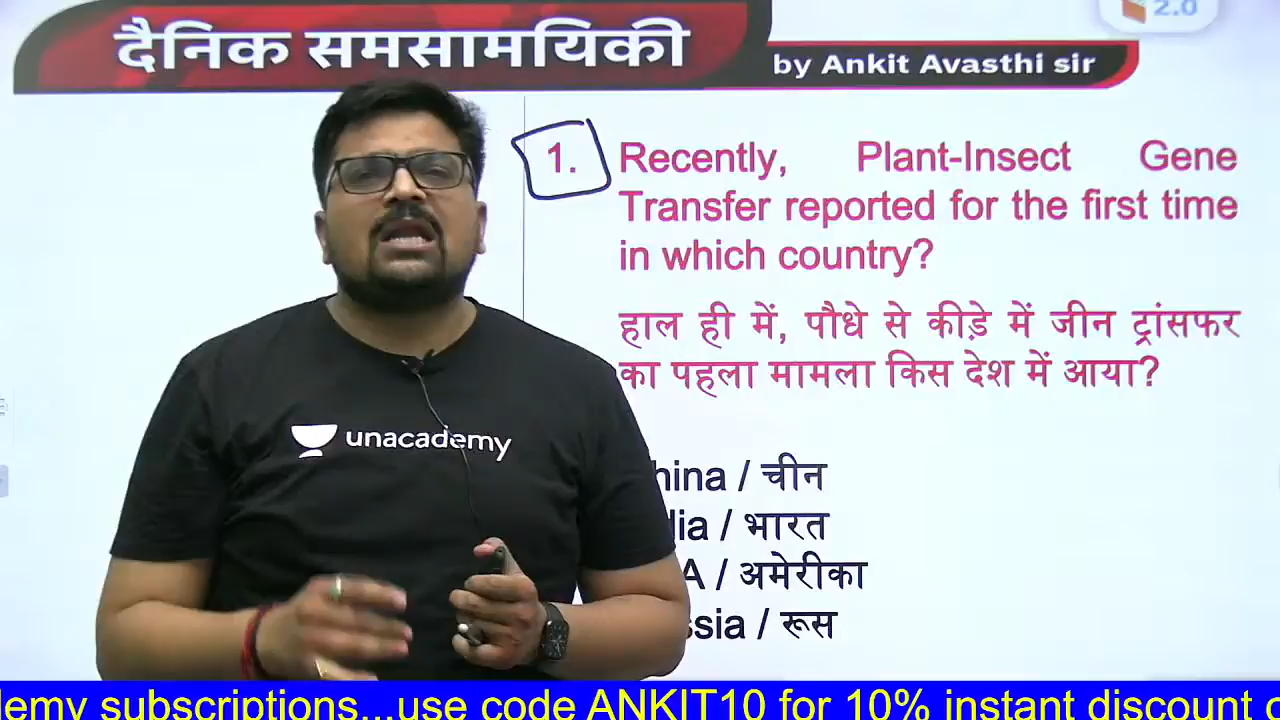 दैनिक समसामयिकी
by Ankit Avasthi sir
2.0
1. Recently, Plant-Insect Gene
Transfer reported for the first time
in which country?
हाल ही में, पौधे से कीड़े में जीन ट्रांसफर
का पहला मामला किस देश में आया?
hina / चीन
dia / भारत
A / अमेरीका
ssia / रूस
unacademy
demy subscriptions...use code ANKIT10 for 10% instant discount